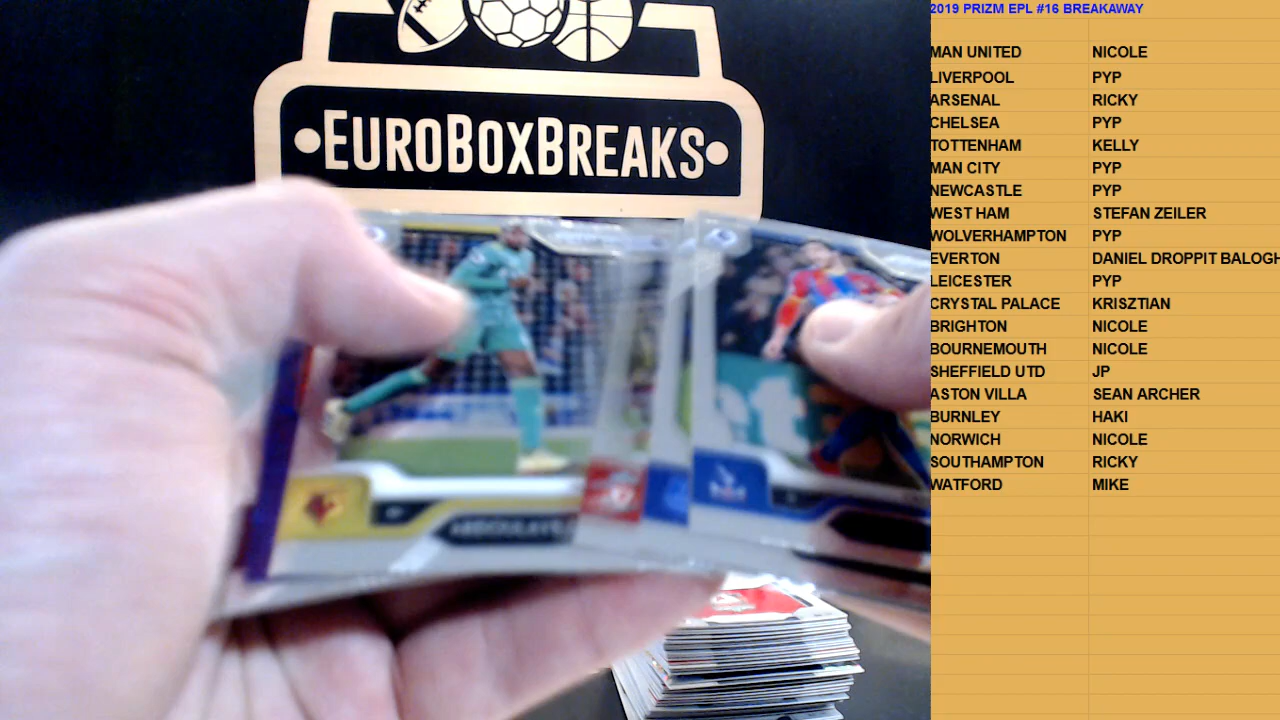 EUROBOXBREAKS
ABDOULAYE
2019 PRIZM EPL #16 BREAKAWAY
MAN UNITED NICOLE
LIVERPOOL PYP
ARSENAL RICKY
CHELSEA PYP
TOTTENHAM KELLY
MAN CITY PYP
NEWCASTLE PYP
WEST HAM STEFAN ZEILER
WOLVERHAMPTON PYP
EVERTON DANIEL DROPPIT BALOGH
LEICESTER PYP
CRYSTAL PALACE KRISZTIAN
BRIGHTON NICOLE
BOURNEMOUTH NICOLE
SHEFFIELD UTD JP
ASTON VILLA SEAN ARCHER
BURNLEY HAKI
NORWICH NICOLE
SOUTHAMPTON RICKY
WATFORD MIKE